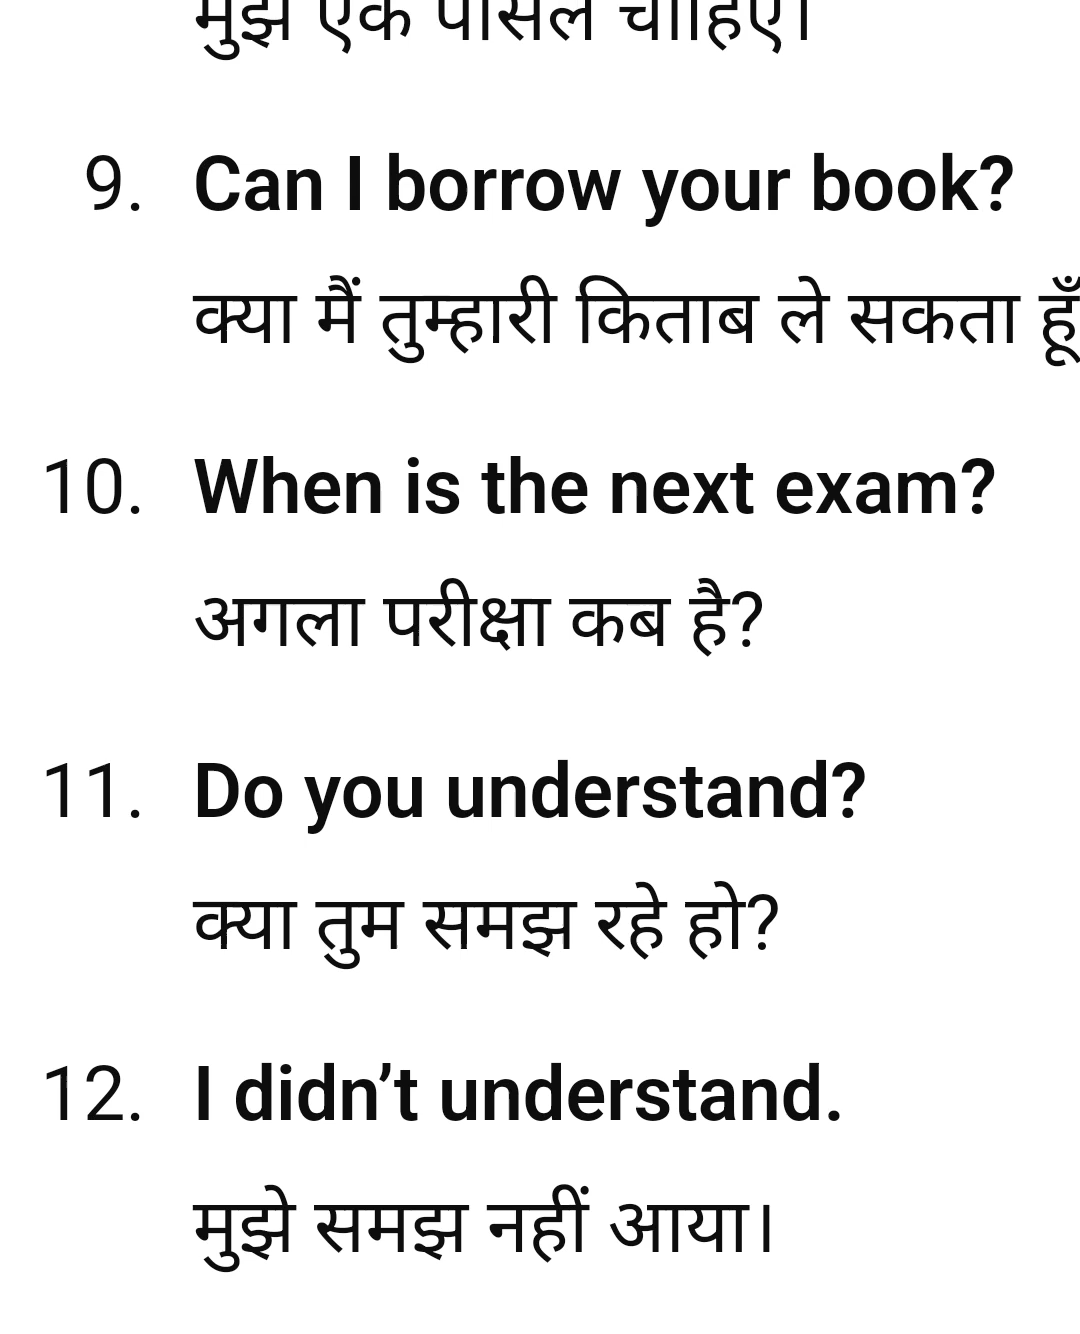 मुझे एक पेंसिल चाहिए।
9. Can I borrow your book?
क्या मैं तुम्हारी किताब ले सकता हूँ
10. When is the next exam?
अगला परीक्षा कब है?
11. Do you understand?
क्या तुम समझ रहे हो?
12. I didn’t understand.
मुझे समझ नहीं आया।